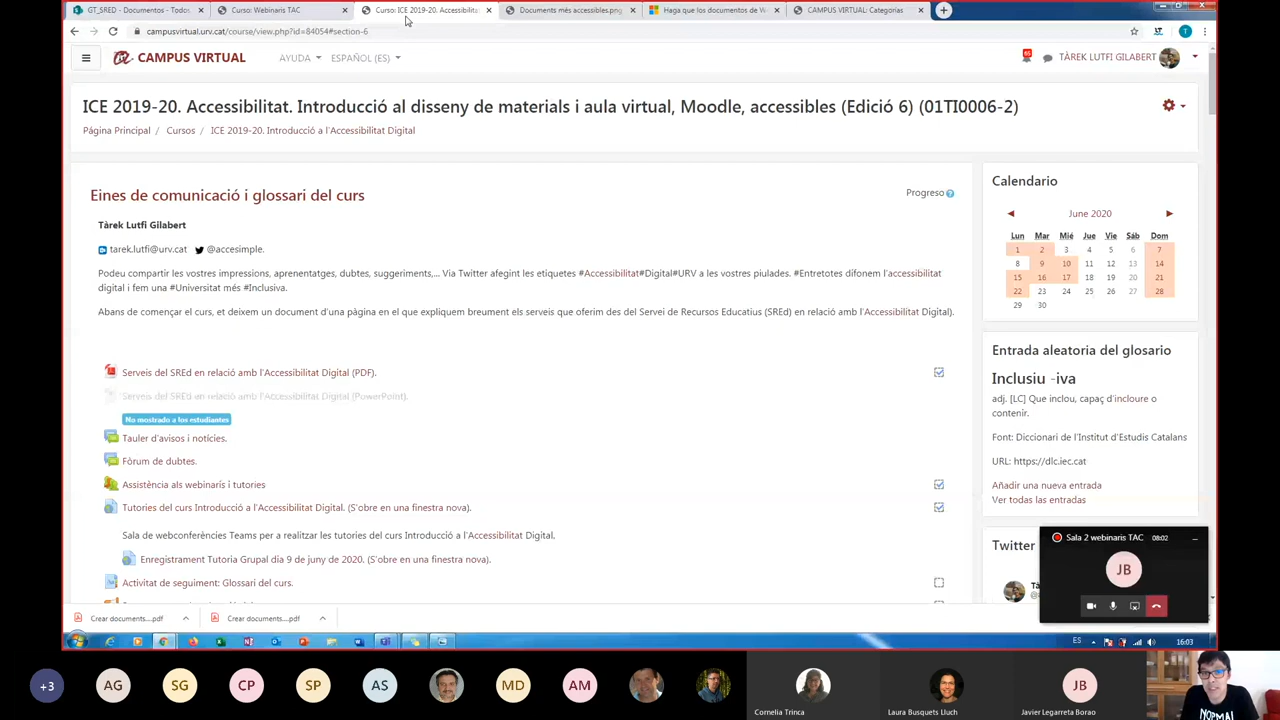 GT_SRED - Documentos - Todos
Curso: Webinaris TAC
Curso: ICE 2019-20. Accessibilita
Documents més accessibles.png
Haga que los documentos de W
CAMPUS VIRTUAL: Categorías
campusvirtual.urv.cat/course/view.php?id=84054#section-6
CAMPUS VIRTUAL
AYUDA
ESPAÑOL (ES)
TÀREK LUTFI GILABERT
ICE 2019-20. Accessibilitat. Introducció al disseny de materials i aula virtual, Moodle, accessibles (Edició 6) (01TI0006-2)
Página Principal / Cursos / ICE 2019-20. Introducció a l'Accessibilitat Digital
Eines de comunicació i glossari del curs
Progreso
Tàrek Lutfi Gilabert
tarek.lutfi@urv.cat @accesimple.
Podeu compartir les vostres impressions, aprenentatges, dubtes, suggeriments,... Via Twitter afegint les etiquetes #Accessibilitat#Digital#URV a les vostres piulades. #Entretotes difonem l'accesibilitat
digital i fem una #Universitat més #Inclusiva.
Abans de començar el curs, et deixem un document d'una pàgina en el que expliquem breument els serveis que oferim des del Servei de Recursos Educatius (SREd) en relació amb l'Accessibilitat Digital).
Serveis del SREd en relació amb l'Accessibilitat Digital (PDF).
Serveis del SREd en relació amb l'Accessibilitat Digital (PowerPoint).
No mostrado a los estudiantes
Tauler d'avisos i notícies.
Fòrum de dubtes.
Assistència als webinarís i tutories
Tutories del curs Introducció a l'Accessibilitat Digital. (S'obre en una finestra nova).
Sala de webconferències Teams per a realitzar les tutories del curs Introducció a l'Accessibilitat Digital.
Enregistrament Tutoria Grupal dia 9 de juny de 2020. (S'obre en una finestra nova).
Activitat de seguiment: Glossari del curs.
Calendario
June 2020
Lun Mar Mié Jue Vie Sáb Dom
1 2 3 4 5 6 7
8 9 10 11 12 13 14
15 16 17 18 19 20 21
22 23 24 25 26 27 28
29 30
Entrada aleatoria del glosario
Inclusiu -iva
adj. [LC] Que inclou, capaç d'incloure o
contenir.
Font: Diccionari de l'Institut d'Estudis Catalans
URL: https://dlc.iec.cat
Añadir una nueva entrada
Ver todas las entradas
Twitter
Sala 2 webinaris TAC 08:02
JB
Crear documents....pdf
Crear documents....pdf
ES
16:03
+3
AG
SG
CP
SP
AS
MD
AM
JB
Cornelia Trinca
Laura Busquets Lluch
Javier Legarreta Borao
NORMAL